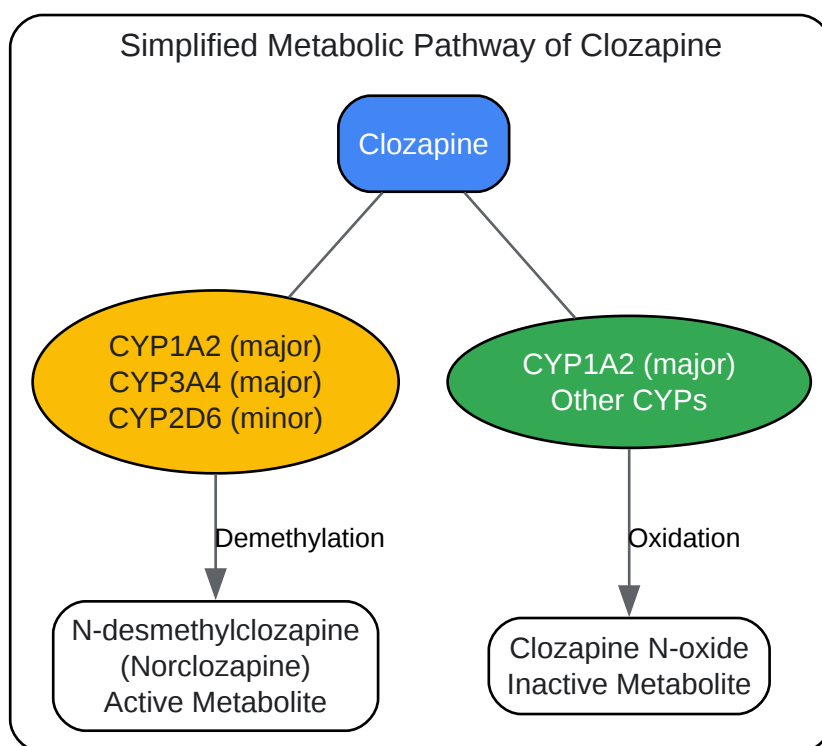 Simplified Metabolic Pathway of Clozapine
Clozapine
CYP1A2 (major)
CYP3A4 (major)
CYP2D6 (minor)
CYP1A2 (major)
Other CYPs
Demethylation
Oxidation
N-desmethylclozapine
(Norclozapine)
Active Metabolite
Clozapine N-oxide
Inactive Metabolite